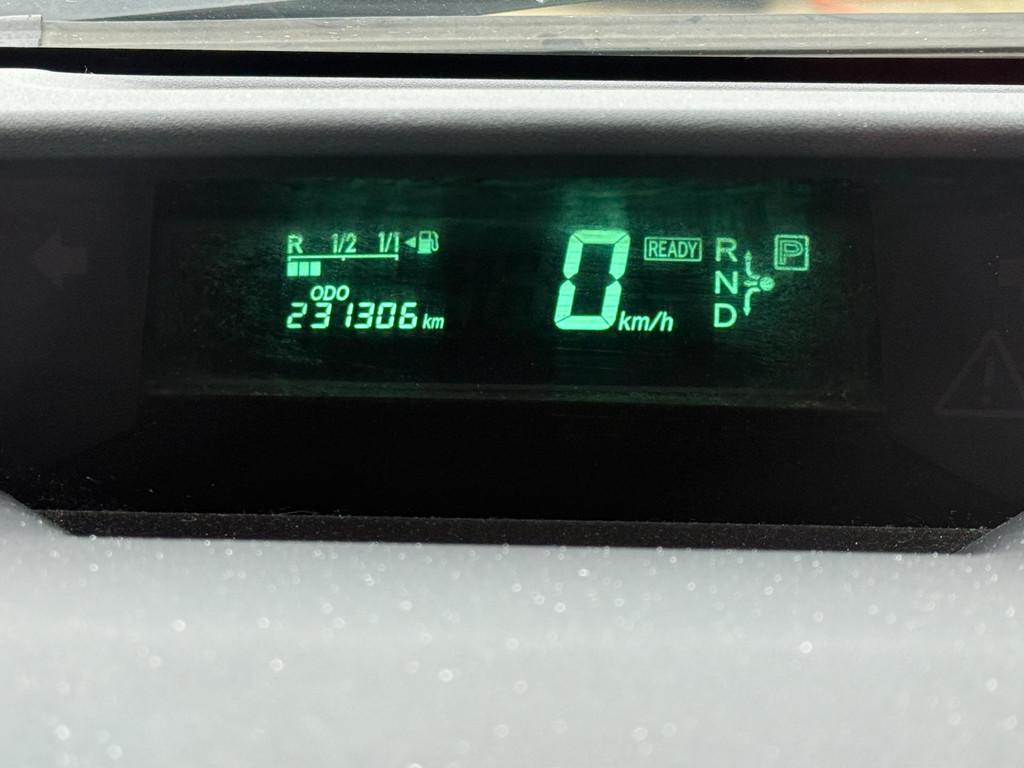 R 1/2 1/1
ODO
231306 km
0 km/h
READY
R
N
D
P